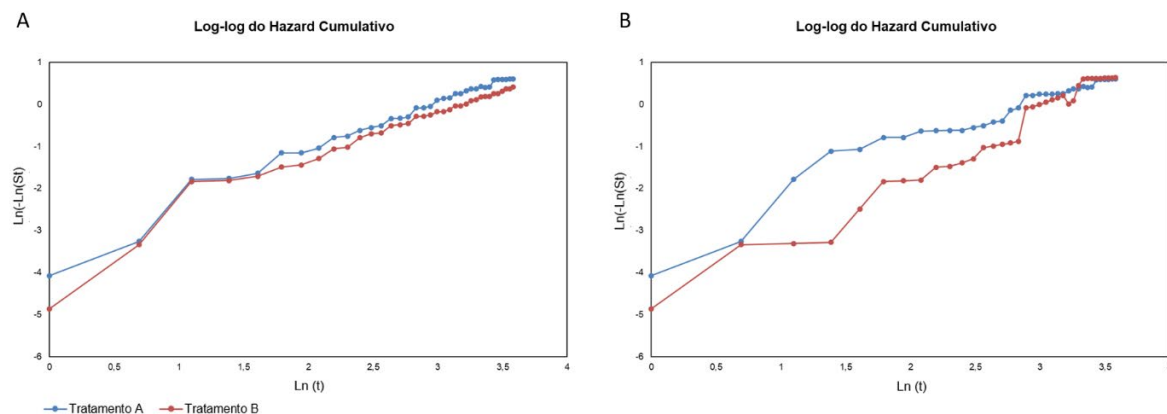 A
Log-log do Hazard Cumulativo
1
0
-1
-2
-3
-4
-5
-6
Ln(-Ln(St)
0 0,5 1 1,5 2 2,5 3 3,5 4
Ln (t)
Tratamento A Tratamento B
B
Log-log do Hazard Cumulativo
1
0
-1
-2
-3
-4
-5
-6
Ln(-Ln(St)
0 0,5 1 1,5 2 2,5 3 3,5
Ln (t)